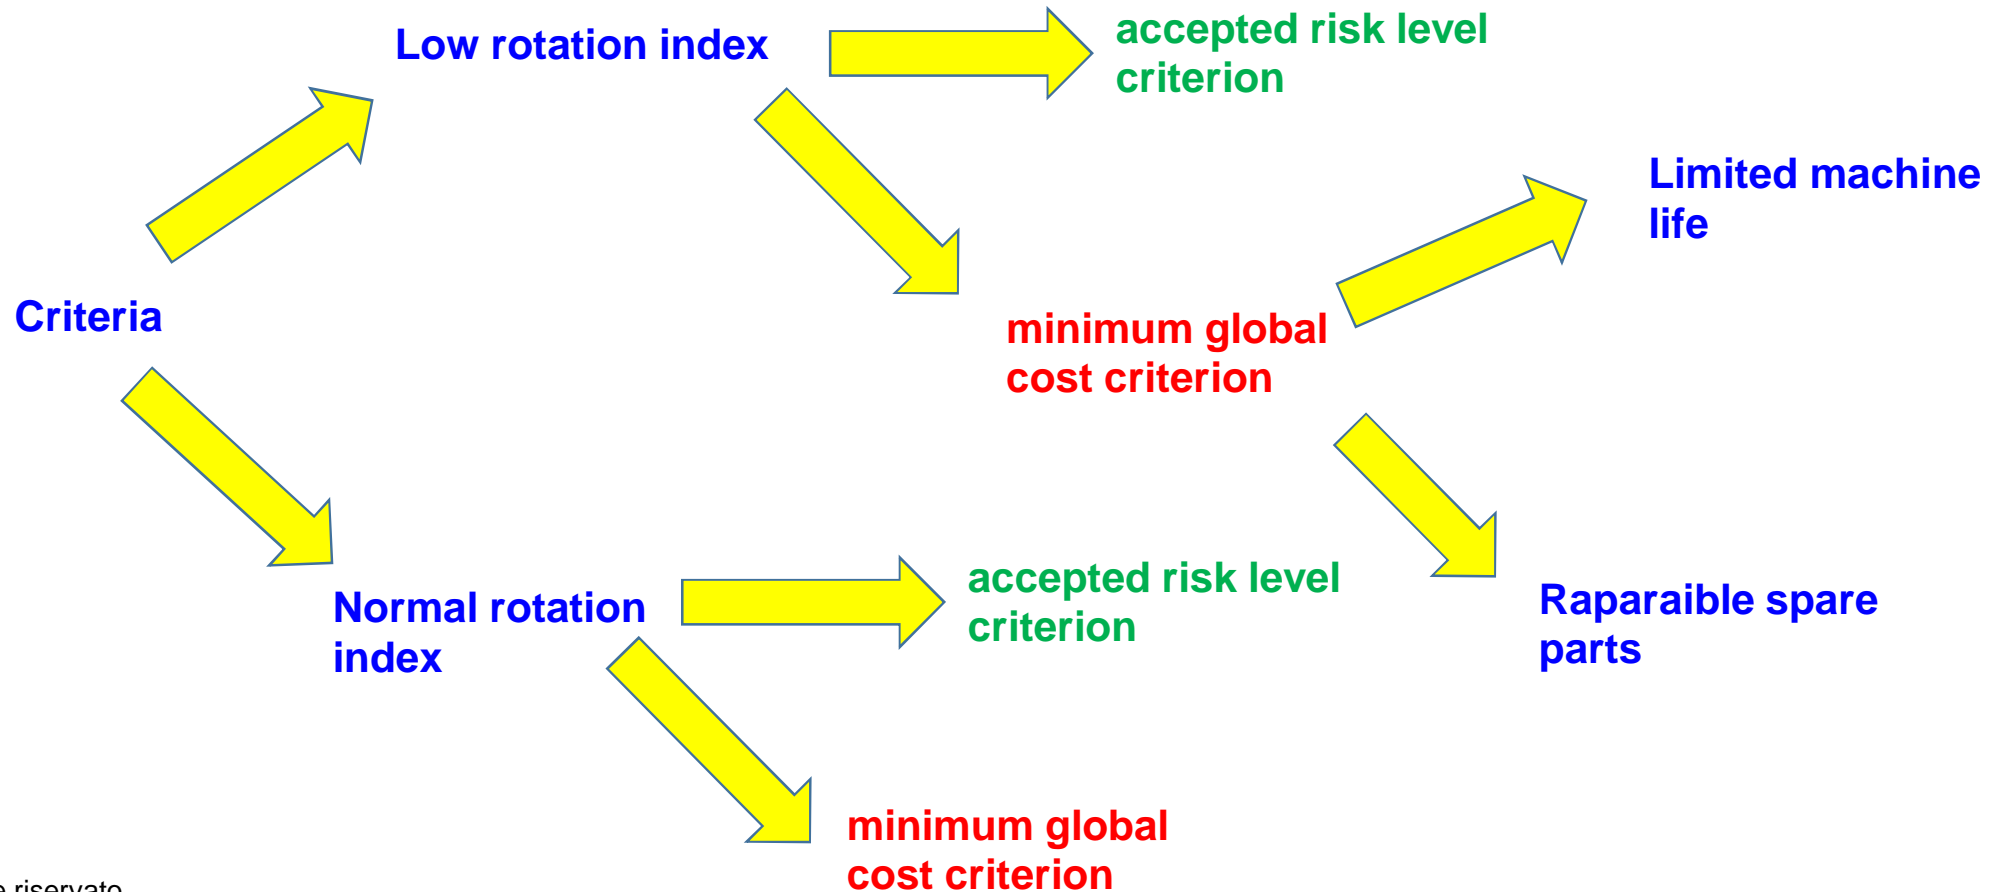 Low rotation index
accepted risk level
criterion
Limited machine
life
Criteria
minimum global
cost criterion
Normal rotation
index
accepted risk level
criterion
Raparaible spare
parts
minimum global
cost criterion
riservato